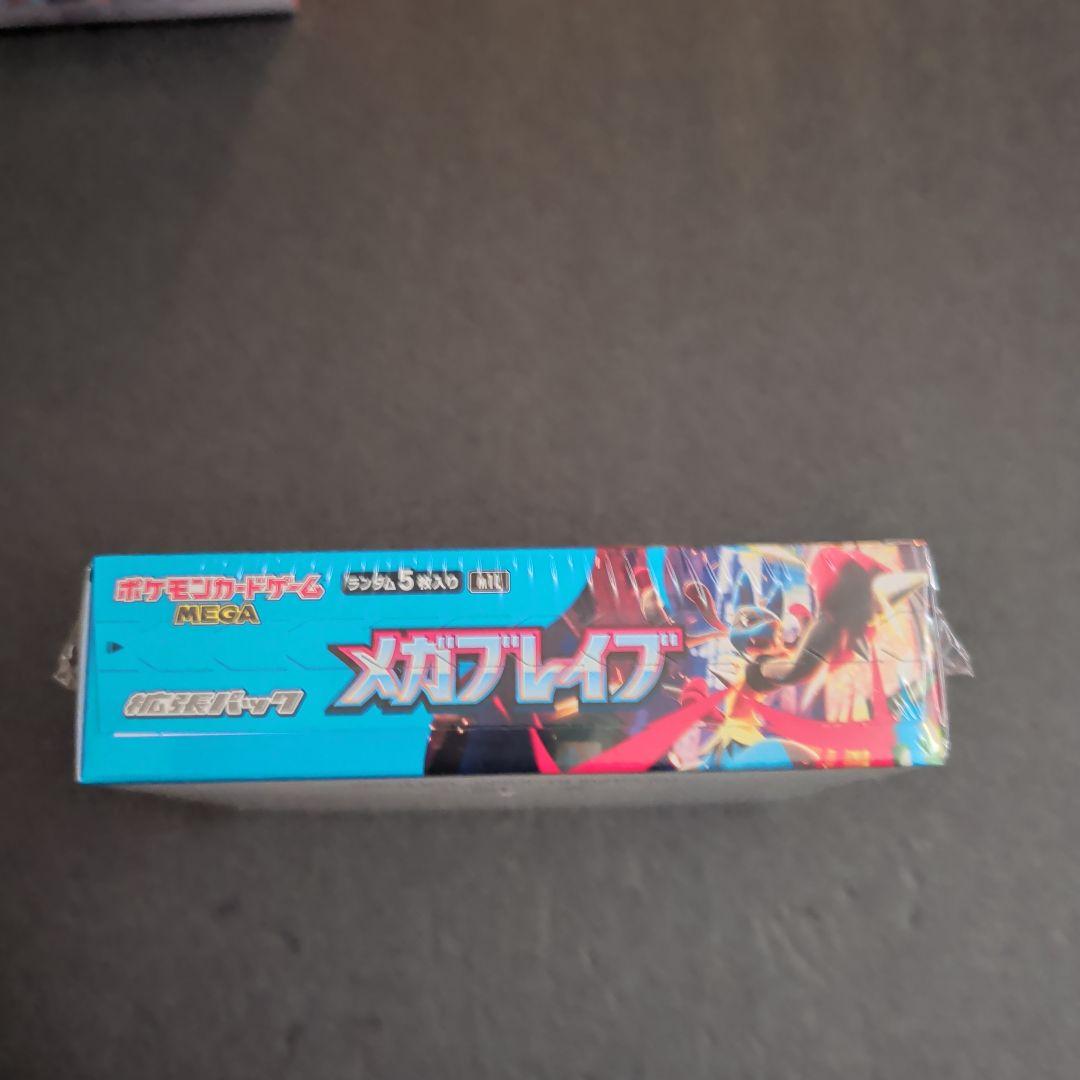 ポケモンカードゲーム
MEGA
ランダム5枚入り
M1L
メガブレイブ
拡張パック